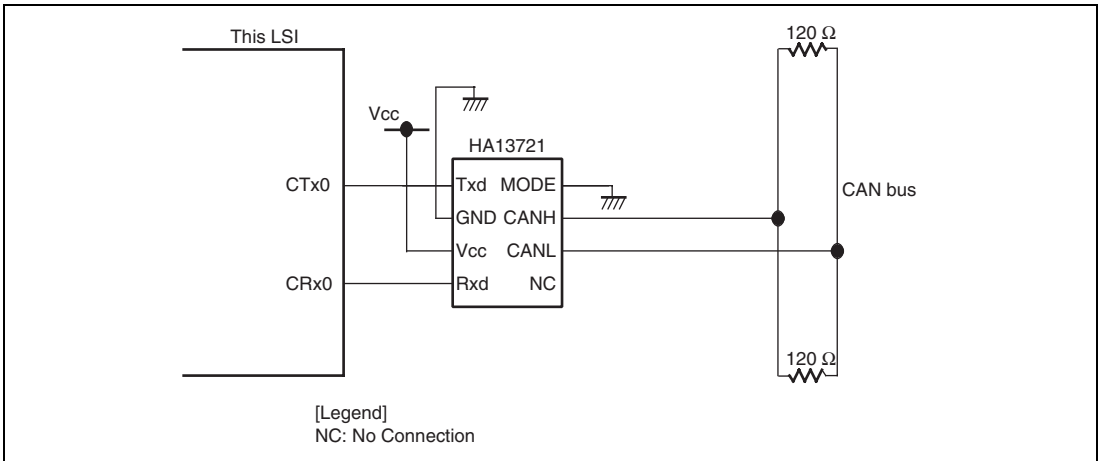 120 Ω
This LSI
Vcc
HA13721
CTx0
Txd MODE
CAN bus
GND CANH
Vcc CANL
CRx0
Rxd NC
120 Ω
[Legend]
NC: No Connection